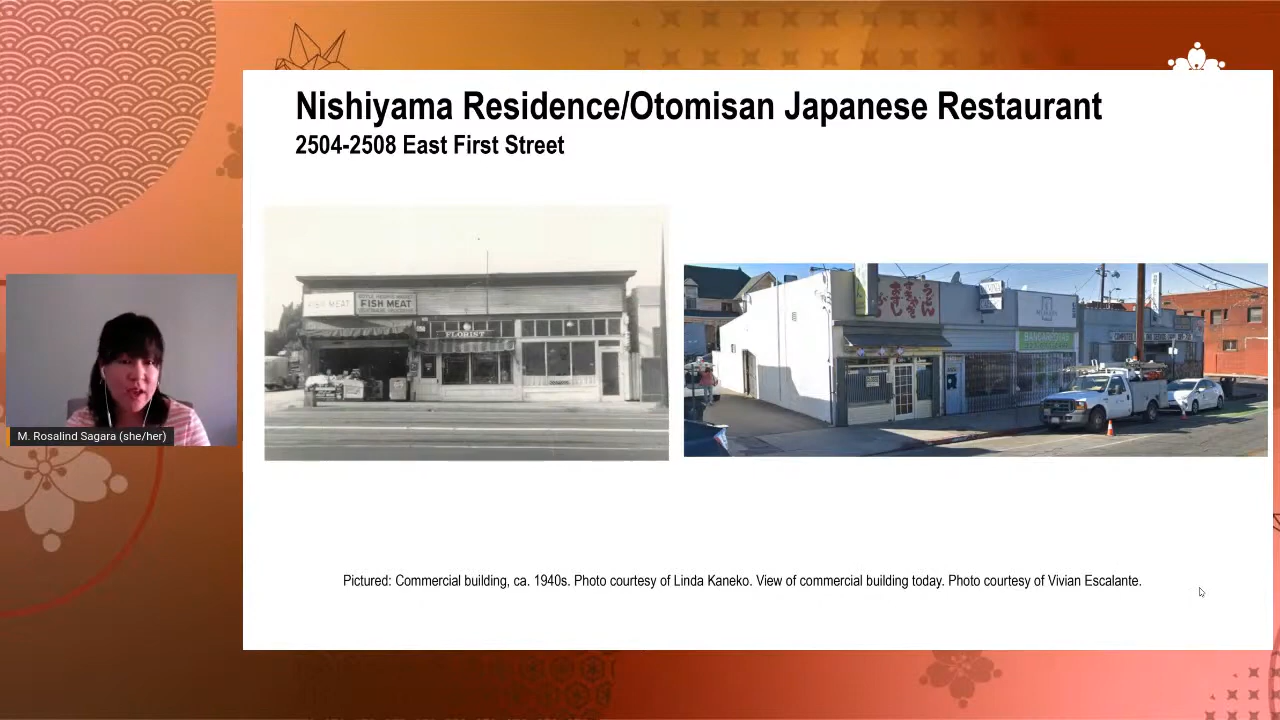 Nishiyama Residence/Otomisan Japanese Restaurant
2504-2508 East First Street
FISH MEAT
FISH MEAT
FLORIST
Pictured: Commercial building, ca. 1940s. Photo courtesy of Linda Kaneko. View of commercial building today. Photo courtesy of Vivian Escalante.
M. Rosalind Sagara (she/her)